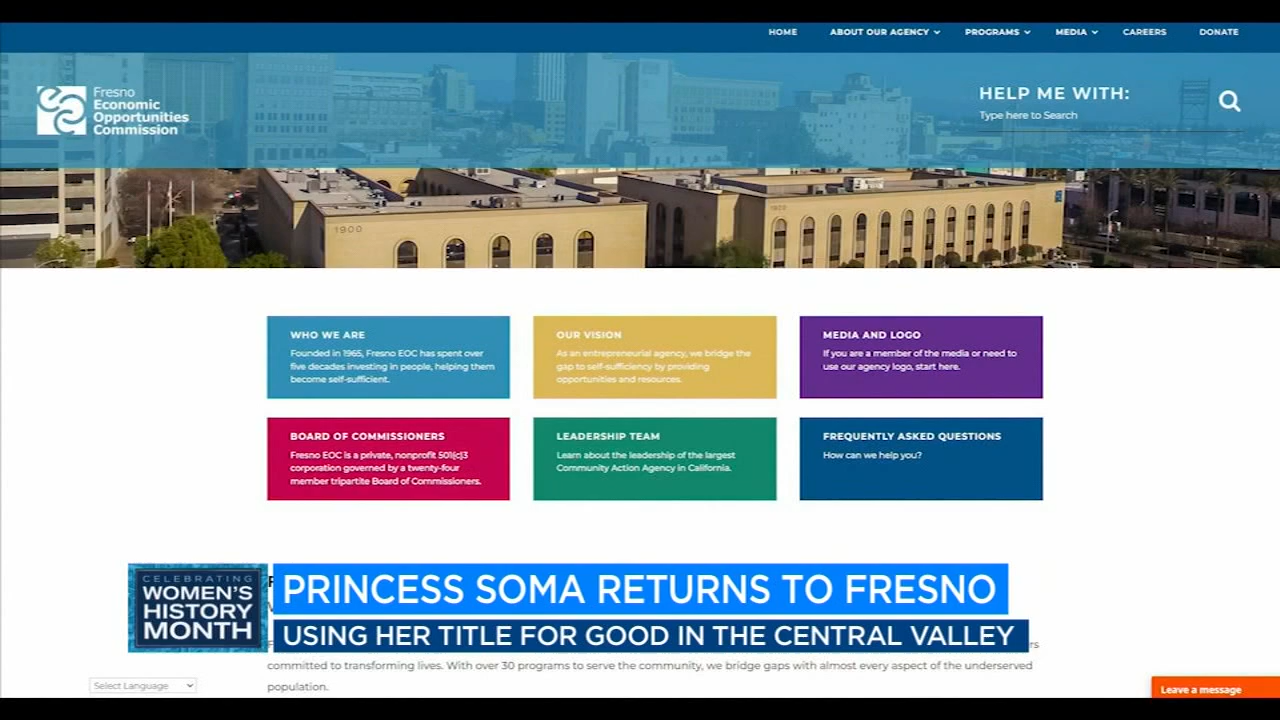 HOME
ABOUT OUR AGENCY
PROGRAMS
MEDIA
CAREERS
DONATE
Fresno
Economic
Opportunities
Commission
HELP ME WITH:
Type here to Search
1900
1920
WHO WE ARE
Founded in 1965, Fresno EOC has spent over
five decades investing in people, helping them
become self-sufficient.
OUR VISION
As an entrepreneurial agency, we bridge the
gap to self-sufficiency by providing
opportunities and resources.
MEDIA AND LOGO
If you are a member of the media or need to
use our agency logo, start here.
BOARD OF COMMISSIONERS
Fresno EOC is a private, nonprofit 501(c)3
corporation governed by a twenty-four
member tripartite Board of Commissioners.
LEADERSHIP TEAM
Learn about the leadership of the largest
Community Action Agency in California.
FREQUENTLY ASKED QUESTIONS
How can we help you?
CELEBRATING
WOMEN'S
HISTORY
MONTH
PRINCESS SOMA RETURNS TO FRESNO
USING HER TITLE FOR GOOD IN THE CENTRAL VALLEY
committed to transforming lives. With over 30 programs to serve the community, we bridge gaps with almost every aspect of the underserved
population.
Select Language
Leave a message